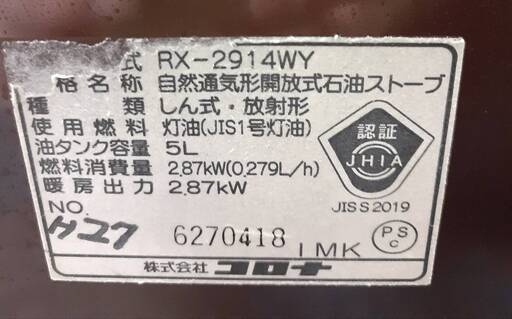 式 RX-2914WY
格名称 自然通気形開放式石油ストーブ
種類 しん式・放射形
使用燃料 灯油(JIS1号灯油)
油タンク容量 5L
燃料消費量 2.87kW(0.279L/h)
暖房出力 2.87kW
認証
JHIA
JIS S 2019
NO.
H27
6270418 IMK
PS
C
株式会社 コロナ